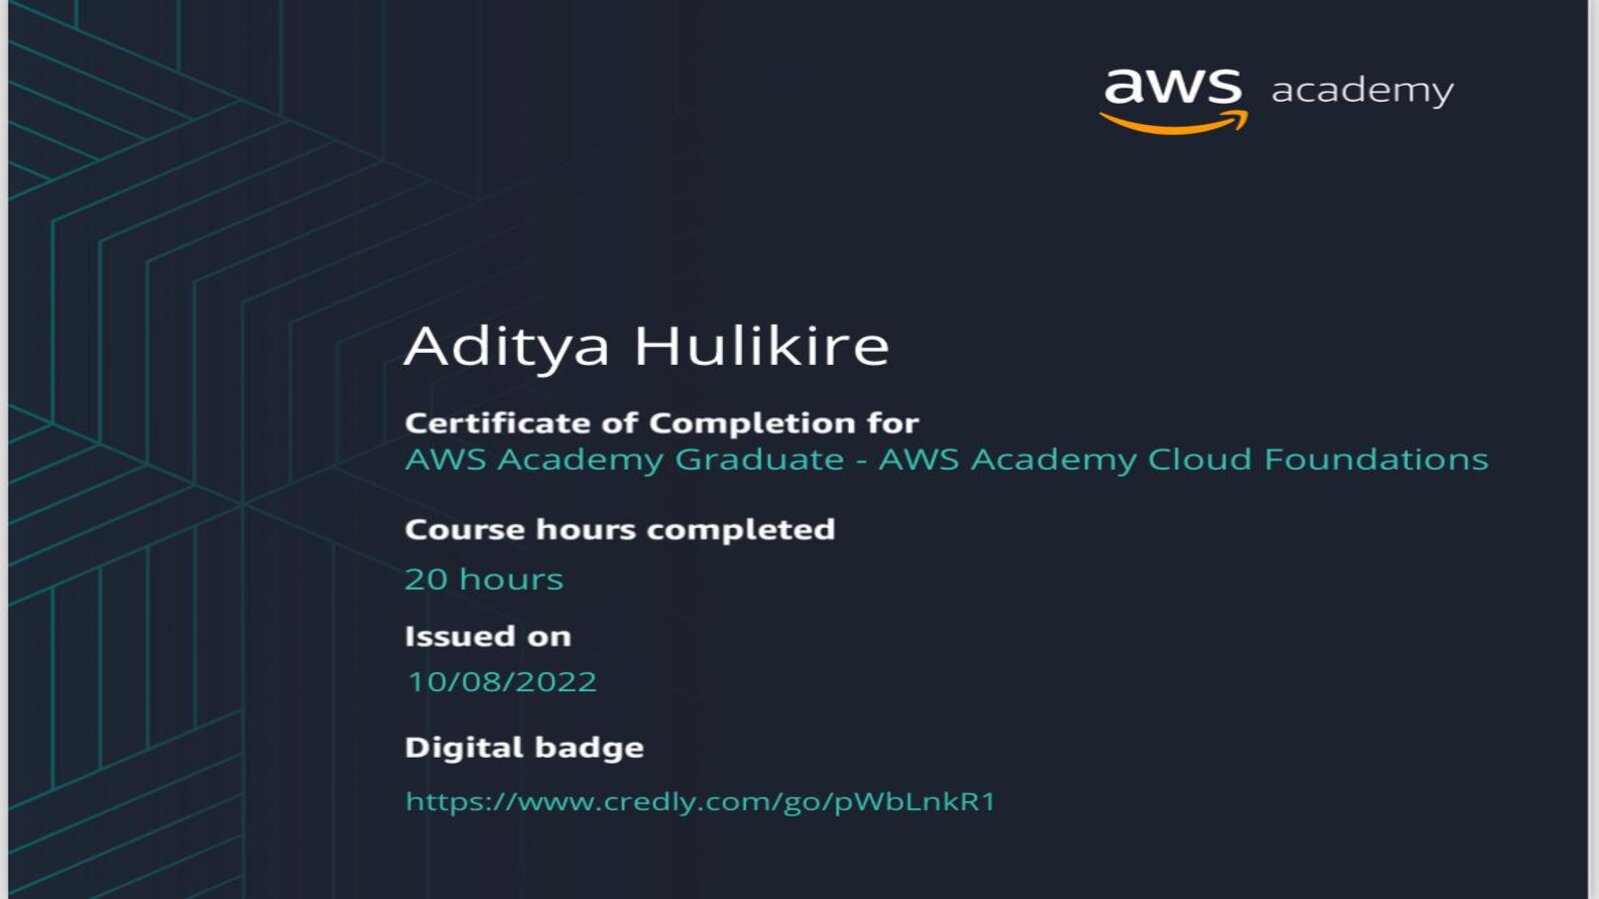 aws academy
Aditya Hulikire
Certificate of Completion for
AWS Academy Graduate - AWS Academy Cloud Foundations
Course hours completed
20 hours
Issued on
10/08/2022
Digital badge
https://www.credly.com/go/pWbLnkR1